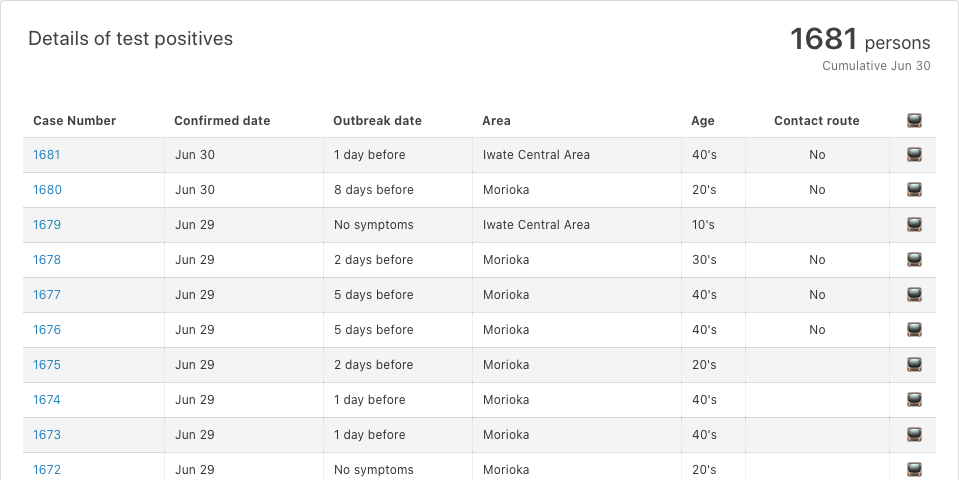 Details of test positives
1681 persons
Cumulative Jun 30
Case Number Confirmed date Outbreak date Area Age Contact route
1681 Jun 30 1 day before Iwate Central Area 40's No
1680 Jun 30 8 days before Morioka 20's No
1679 Jun 29 No symptoms Iwate Central Area 10's
1678 Jun 29 2 days before Morioka 30's No
1677 Jun 29 5 days before Morioka 40's No
1676 Jun 29 5 days before Morioka 40's No
1675 Jun 29 2 days before Morioka 20's
1674 Jun 29 1 day before Morioka 40's
1673 Jun 29 1 day before Morioka 40's
1672 Jun 29 No symptoms Morioka 20's